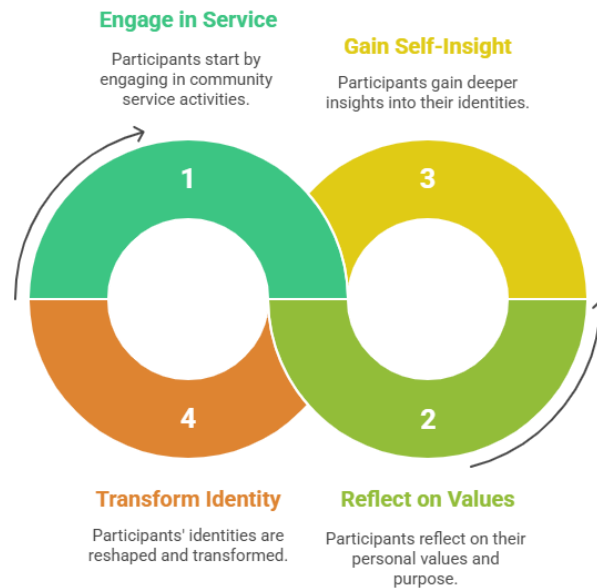 Engage in Service
Participants start by
engaging in community
service activities.
Gain Self-Insight
Participants gain deeper
insights into their identities.
1
3
4
2
Transform Identity
Participants' identities are
reshaped and transformed.
Reflect on Values
Participants reflect on their
personal values and
purpose.